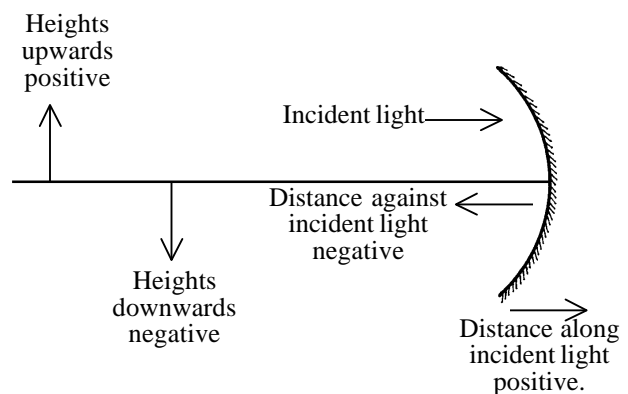 Heights
upwards
positive
Incident light
Distance against
incident light
negative
Heights
downwards
negative
Distance along
incident light
positive.